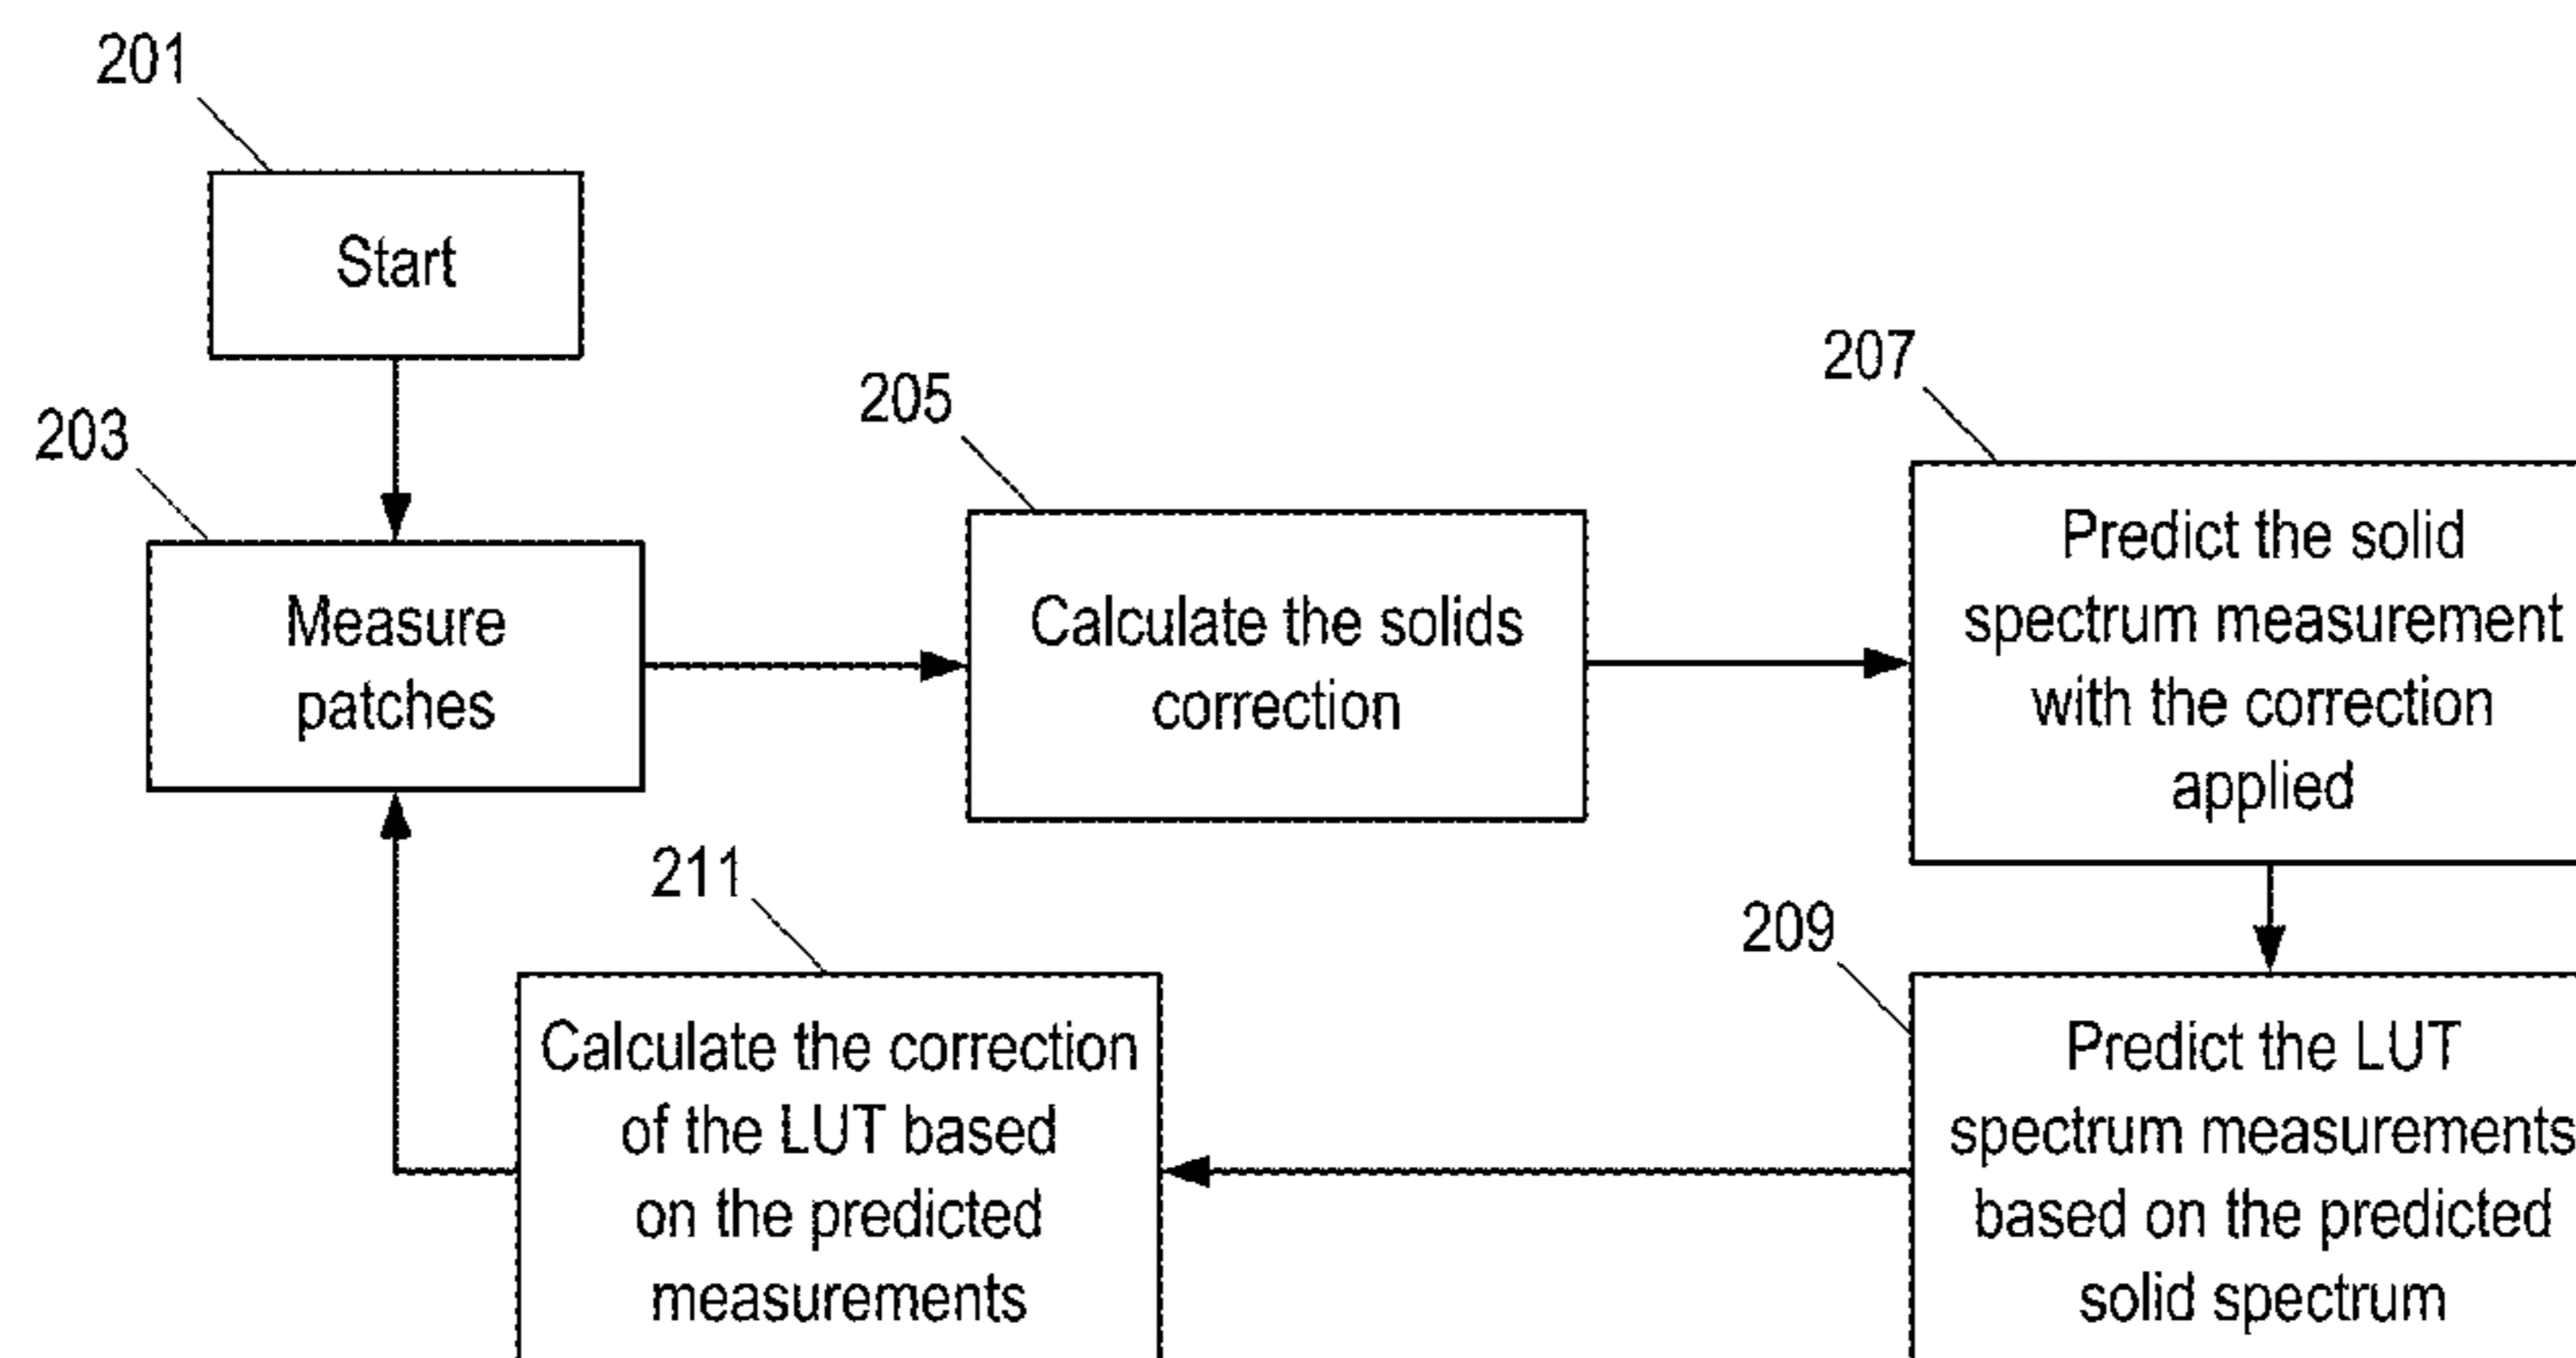 201
Start
203
Measure
patches
205
Calculate the solids
correction
207
Predict the solid
spectrum measurement
with the correction
applied
209
Predict the LUT
spectrum measurements
based on the predicted
solid spectrum
211
Calculate the correction
of the LUT based
on the predicted
measurements